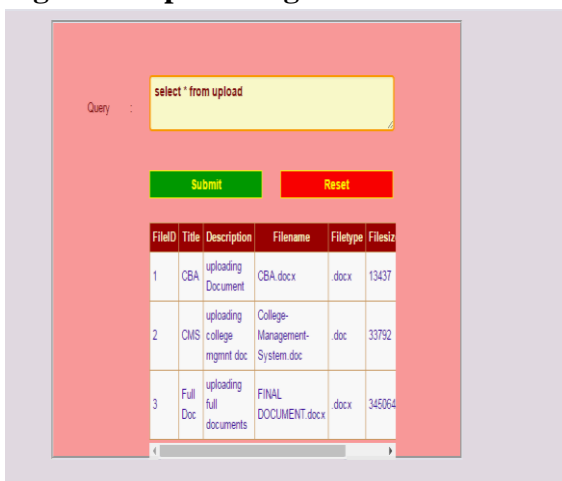 select * from upload
Query :
Submit Reset
FileID Title Description Filename Filetype Filesiz
1 CBA uploading Document CBA.docx .docx 13437
2 CMS uploading college mgmnt doc College-Management-System.doc .doc 33792
3 Full Doc uploading full documents FINAL DOCUMENT.docx .docx 345064